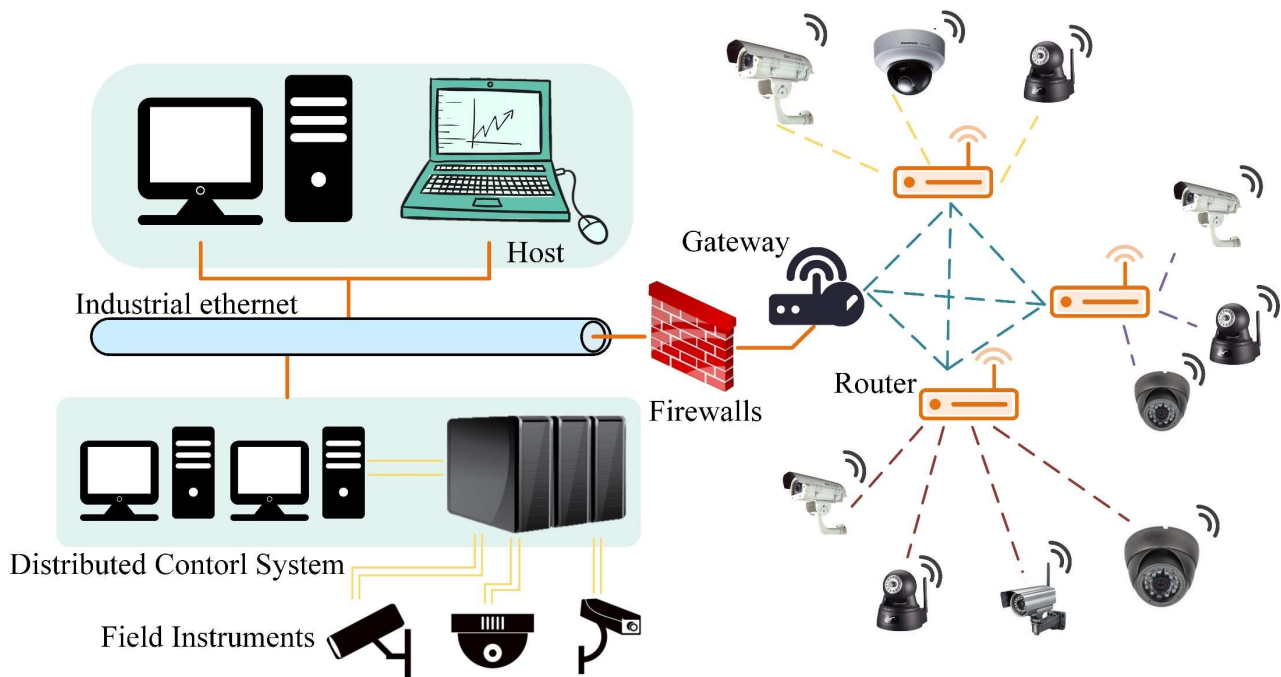 Host
Industrial ethernet
Gateway
Router
Firewalls
Distributed Contorl System
Field Instruments